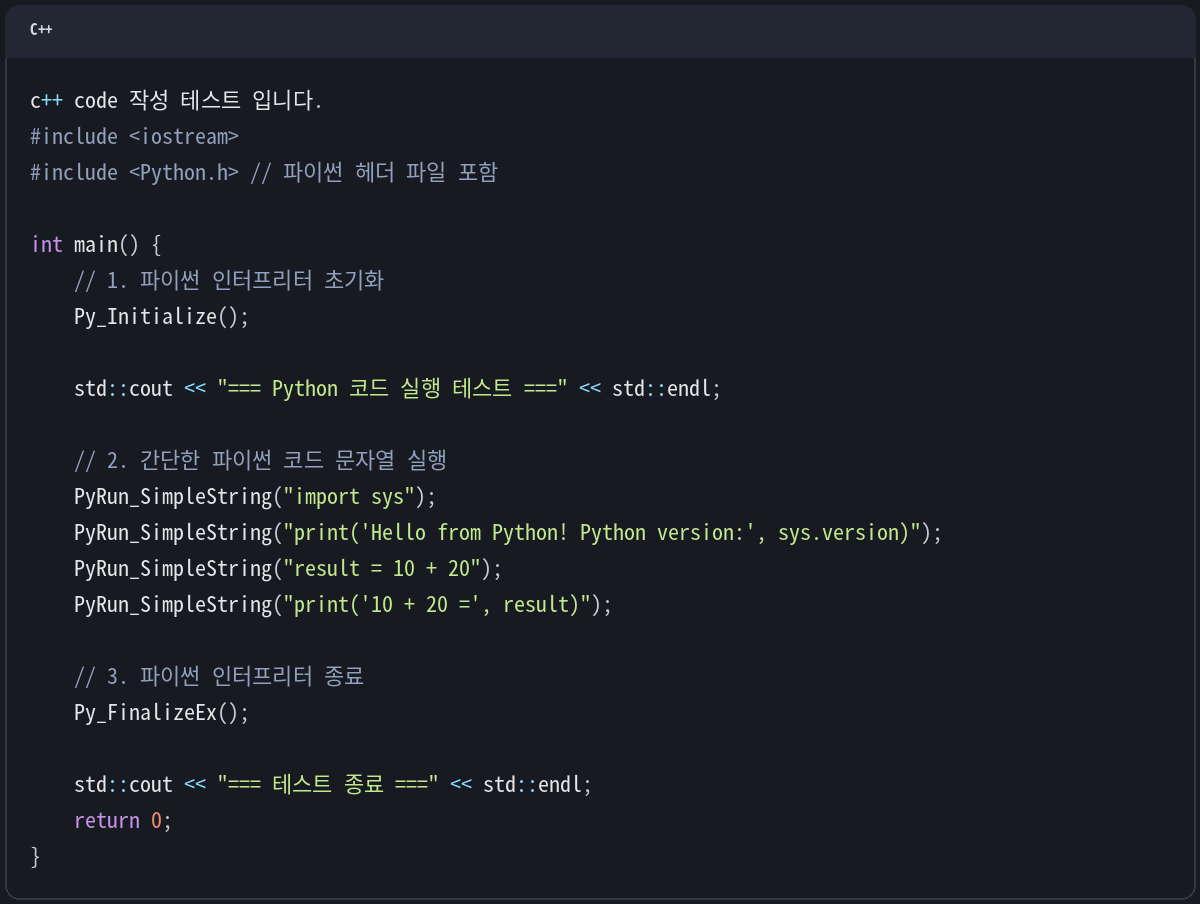 C++
c++ code 작성 테스트 입니다.
#include <iostream>
#include <Python.h> // 파이썬 헤더 파일 포함

int main() {
    // 1. 파이썬 인터프리터 초기화
    Py_Initialize();

    std::cout << "=== Python 코드 실행 테스트 ===" << std::endl;

    // 2. 간단한 파이썬 코드 문자열 실행
    PyRun_SimpleString("import sys");
    PyRun_SimpleString("print('Hello from Python! Python version:', sys.version)");
    PyRun_SimpleString("result = 10 + 20");
    PyRun_SimpleString("print('10 + 20 =', result)");

    // 3. 파이썬 인터프리터 종료
    Py_FinalizeEx();

    std::cout << "=== 테스트 종료 ===" << std::endl;
    return 0;
}